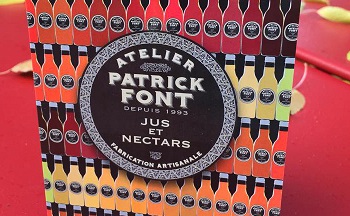 ATELIER
PATRICK
FONT
DEPUIS 1993
JUS
ET
NECTARS
FABRICATION ARTISANALE